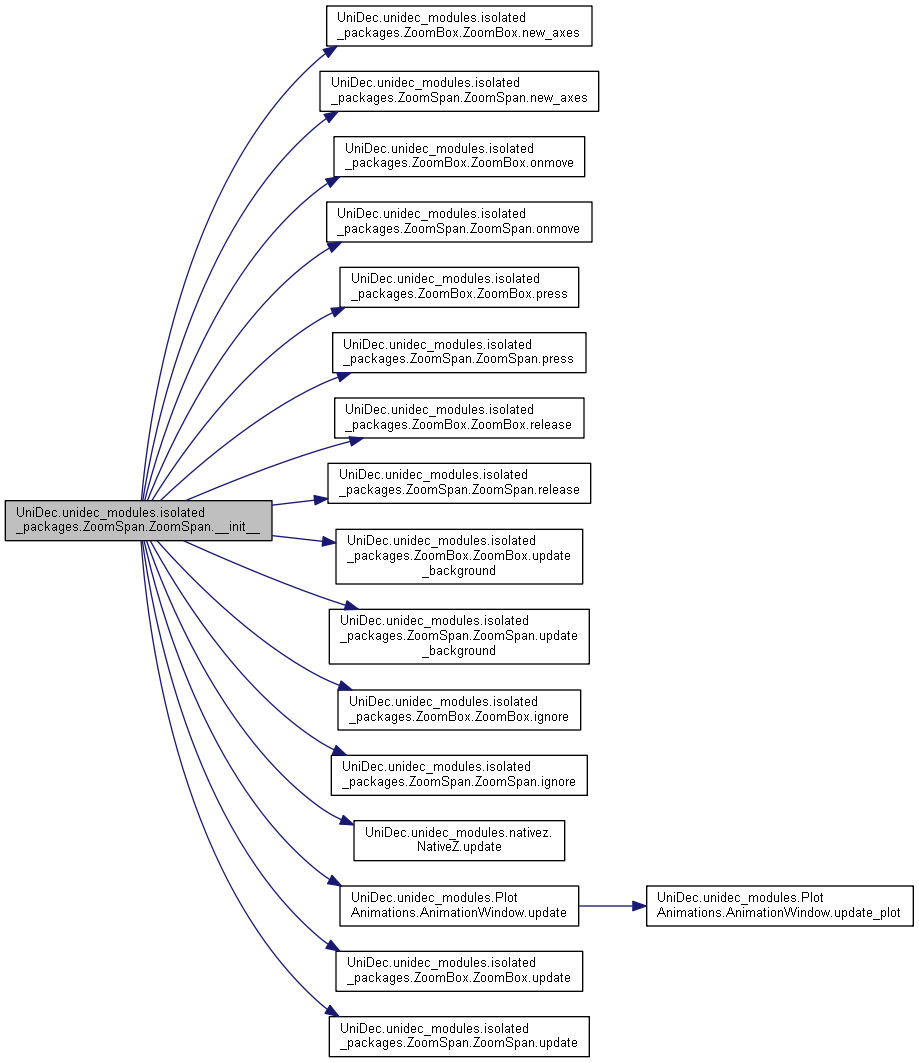 UniDec.unidec_modules.isolated
_packages.ZoomBox.ZoomBox.new_axes
UniDec.unidec_modules.isolated
_packages.ZoomSpan.ZoomSpan.new_axes
UniDec.unidec_modules.isolated
_packages.ZoomBox.ZoomBox.onmove
UniDec.unidec_modules.isolated
_packages.ZoomSpan.ZoomSpan.onmove
UniDec.unidec_modules.isolated
_packages.ZoomBox.ZoomBox.press
UniDec.unidec_modules.isolated
_packages.ZoomSpan.ZoomSpan.press
UniDec.unidec_modules.isolated
_packages.ZoomBox.ZoomBox.release
UniDec.unidec_modules.isolated
_packages.ZoomSpan.ZoomSpan.release
UniDec.unidec_modules.isolated
_packages.ZoomSpan.ZoomSpan.__init__
UniDec.unidec_modules.isolated
_packages.ZoomBox.ZoomBox.update
_background
UniDec.unidec_modules.isolated
_packages.ZoomSpan.ZoomSpan.update
_background
UniDec.unidec_modules.isolated
_packages.ZoomBox.ZoomBox.ignore
UniDec.unidec_modules.isolated
_packages.ZoomSpan.ZoomSpan.ignore
UniDec.unidec_modules.nativez.
NativeZ.update
UniDec.unidec_modules.Plot
Animations.AnimationWindow.update
UniDec.unidec_modules.Plot
Animations.AnimationWindow.update_plot
UniDec.unidec_modules.isolated
_packages.ZoomBox.ZoomBox.update
UniDec.unidec_modules.isolated
_packages.ZoomSpan.ZoomSpan.update